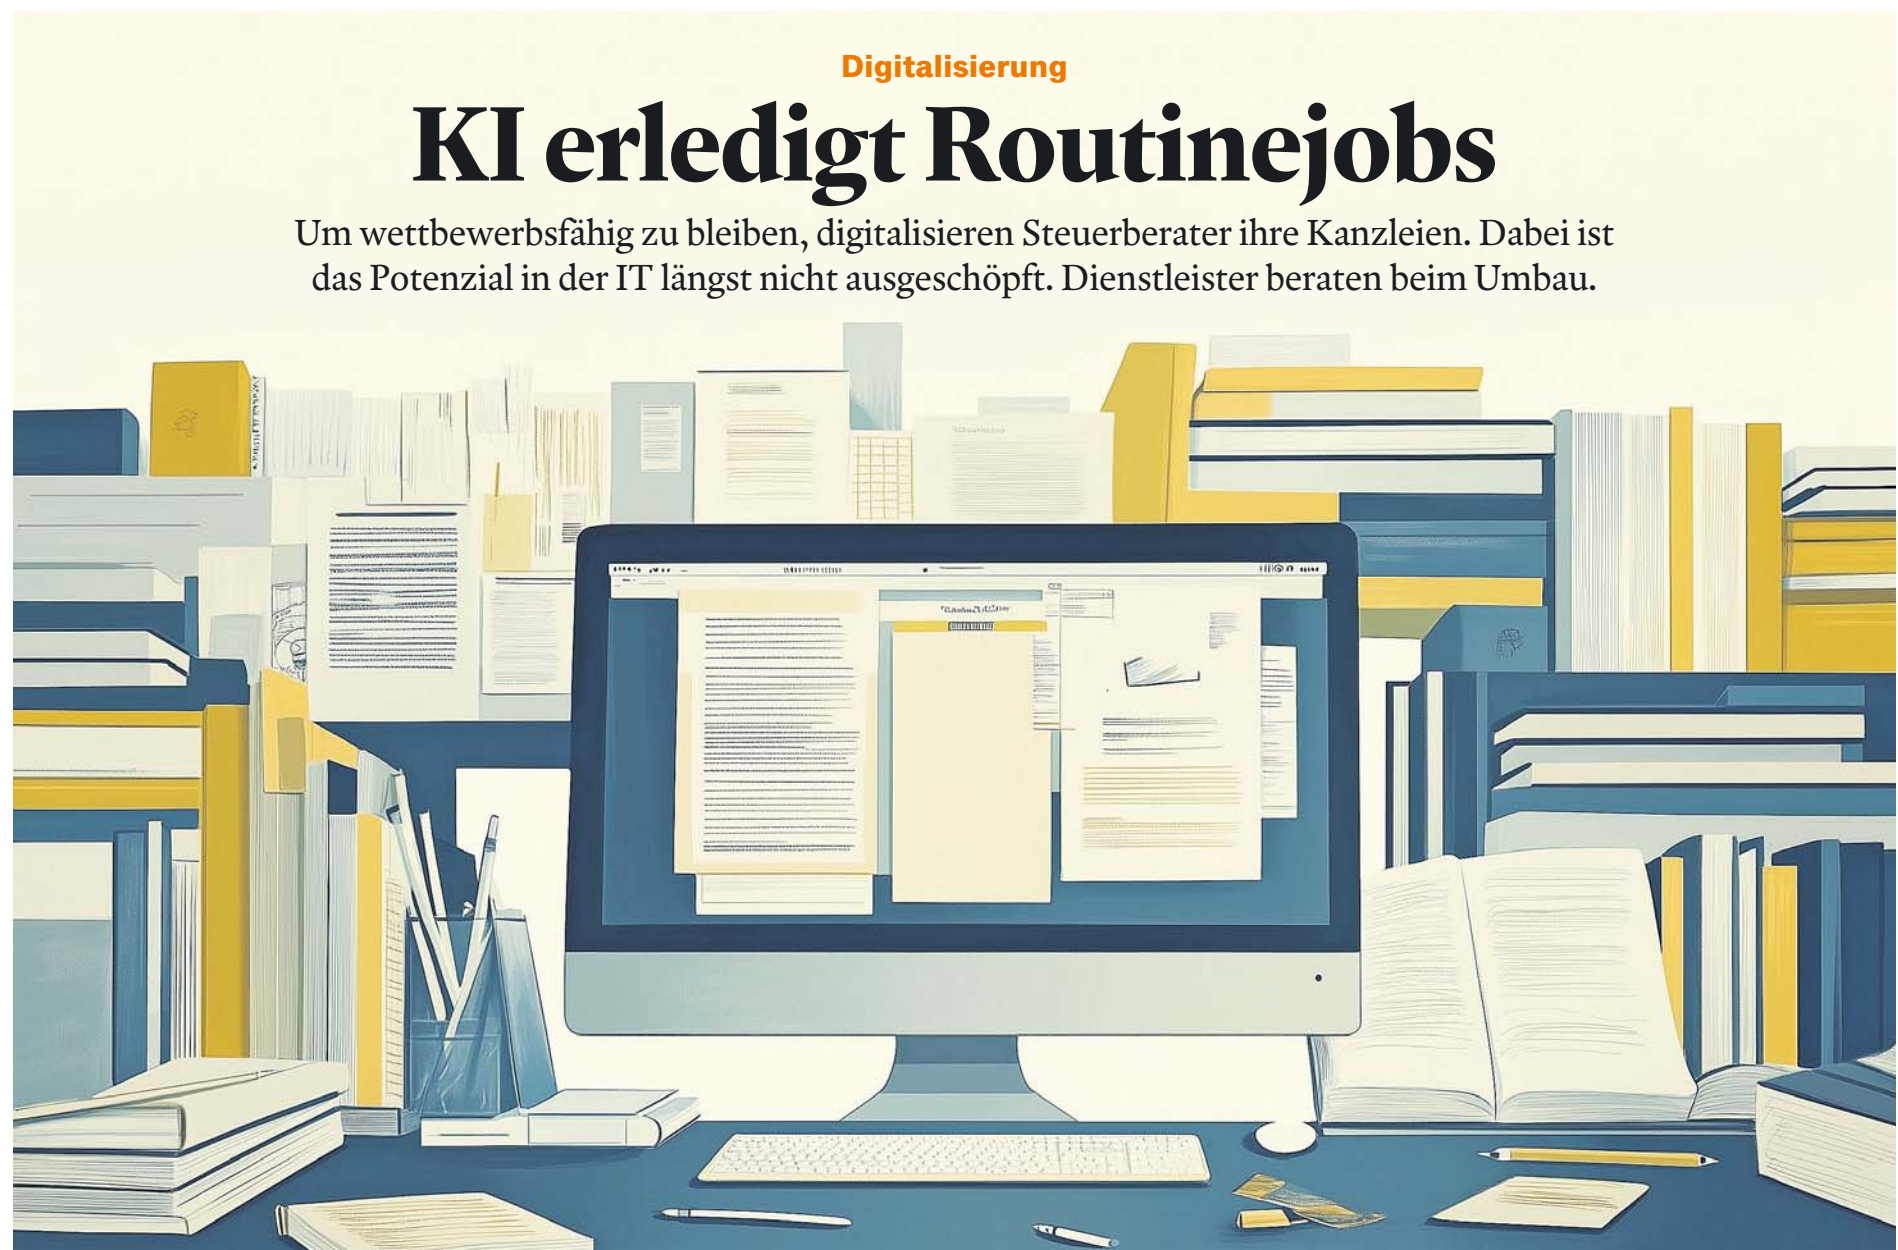 Digitalisierung
KI erledigt Routinejobs
Um wettbewerbsfähig zu bleiben, digitalisieren Steuerberater ihre Kanzleien. Dabei ist
das Potenzial in der IT längst nicht ausgeschöpft. Dienstleister beraten beim Umbau.